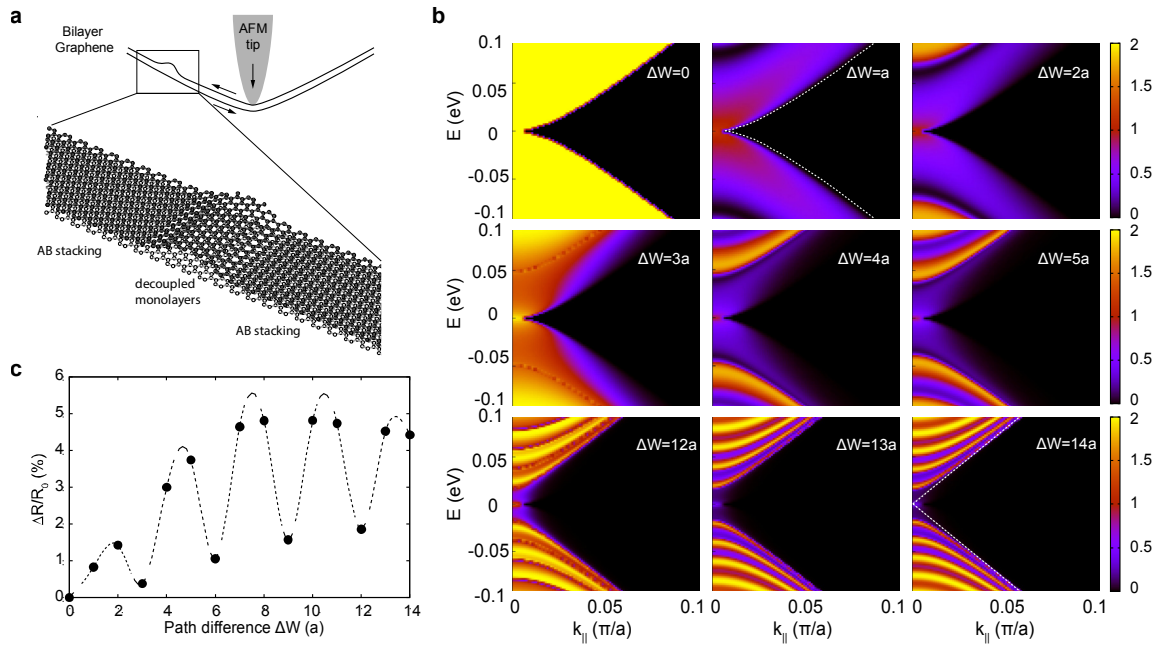 a
Bilayer
Graphene
AFM
tip
AB stacking
decoupled
monolayers
AB stacking
b
E (eV)
0.1
0.05
0
-0.05
-0.1
ΔW=0
ΔW=a
ΔW=2a
2
1.5
1
0.5
0
E (eV)
0.1
0.05
0
-0.05
-0.1
ΔW=3a
ΔW=4a
ΔW=5a
2
1.5
1
0.5
0
E (eV)
0.1
0.05
0
-0.05
-0.1
ΔW=12a
ΔW=13a
ΔW=14a
2
1.5
1
0.5
0
0 0.05 0.1
0 0.05 0.1
0 0.05 0.1
k|| (π/a)
k|| (π/a)
k|| (π/a)
c
ΔR/R₀ (%)
6
5
4
3
2
1
0
0 2 4 6 8 10 12 14
Path difference ΔW (a)